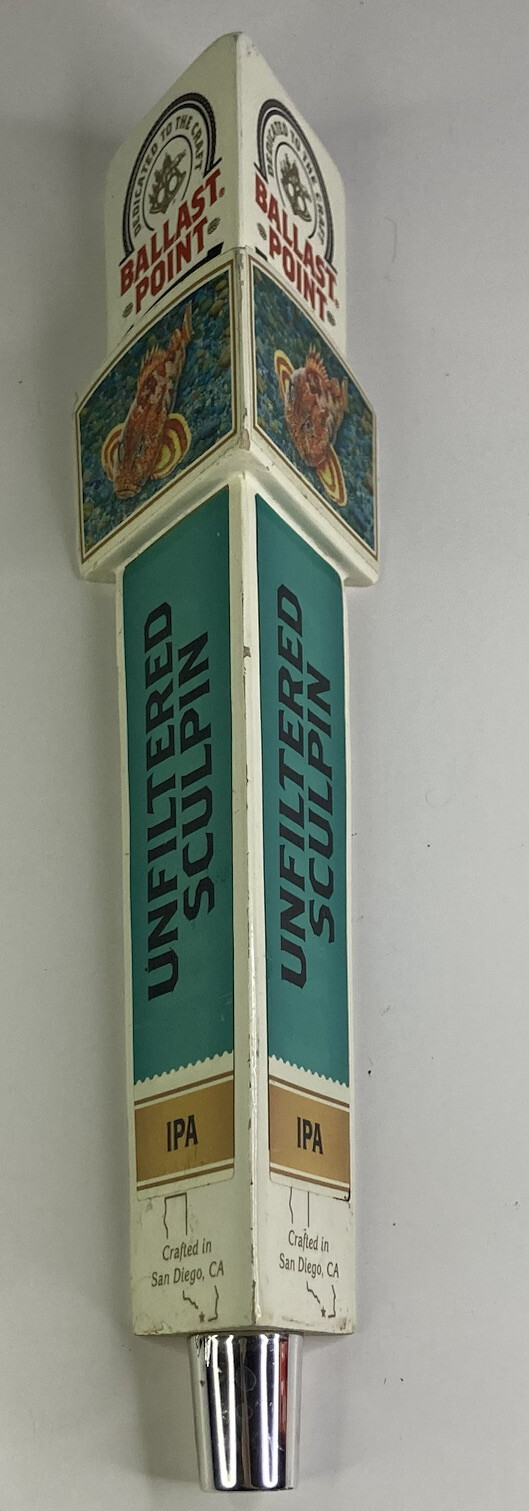 DEDICATED TO THE CRAFT
BALLAST
POINT
UNFILTERED
SCULPIN
IPA
Crafted in
San Diego, CA
DEDICATED TO THE CRAFT
BALLAST
POINT
UNFILTERED
SCULPIN
IPA
Crafted in
San Diego, CA